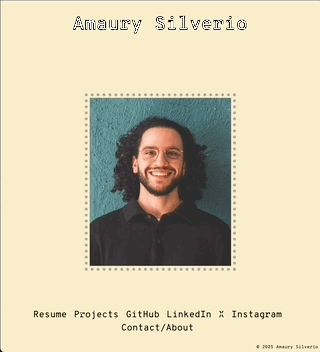 Amaury Silverio
Resume Projects GitHub LinkedIn X Instagram
Contact/About
© 2025 Amaury Silverio